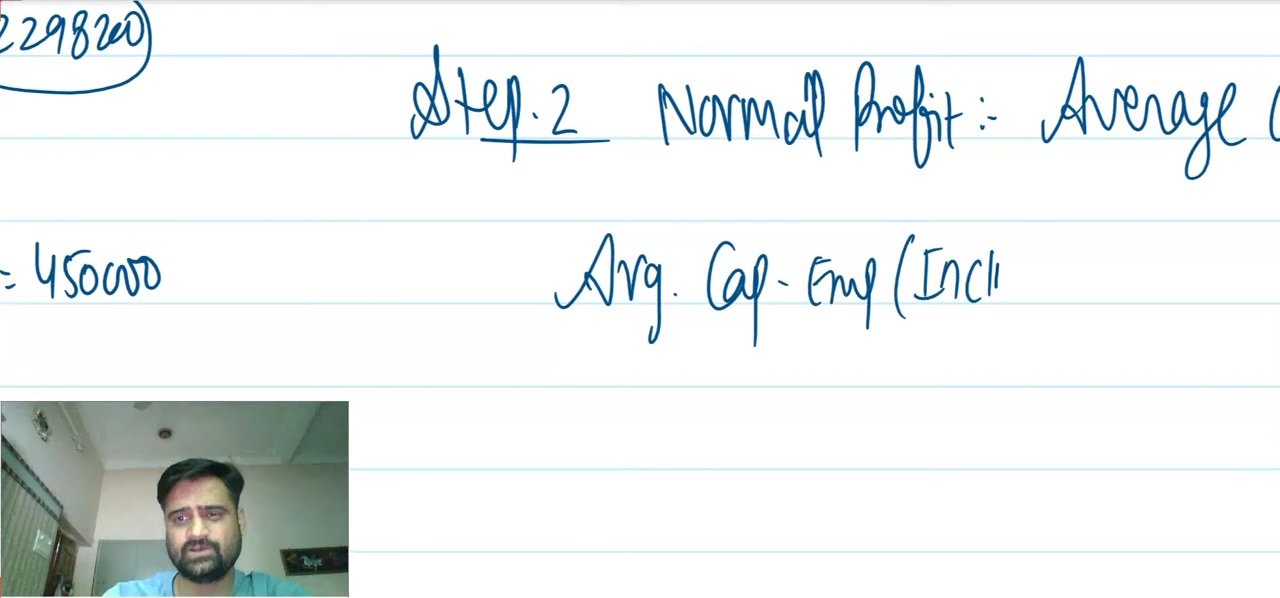 2298200
Step. 2 Normal Profit :- Average
= 450000
Avg. Cap - Emp (Incl